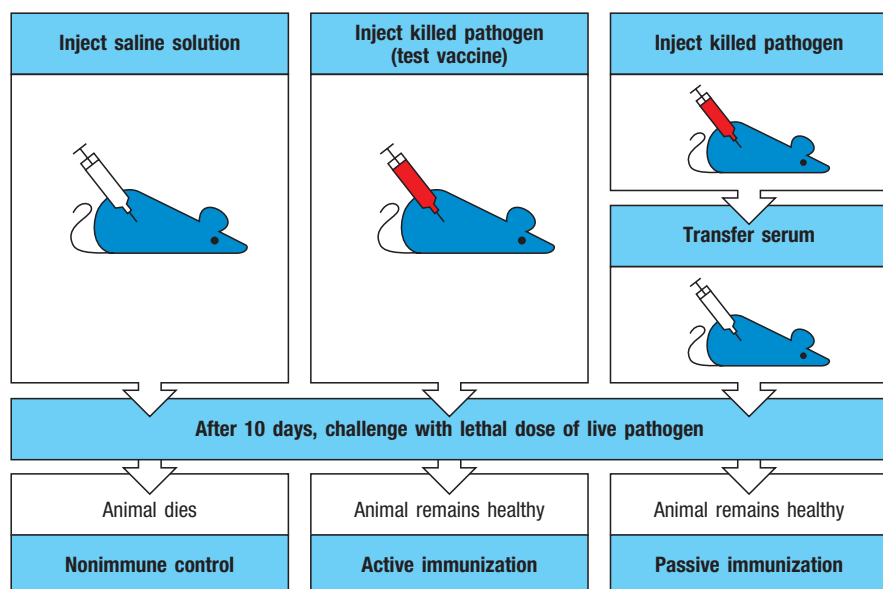 Inject saline solution
Inject killed pathogen
(test vaccine)
Inject killed pathogen
Transfer serum
After 10 days, challenge with lethal dose of live pathogen
Animal dies
Animal remains healthy
Animal remains healthy
Nonimmune control
Active immunization
Passive immunization